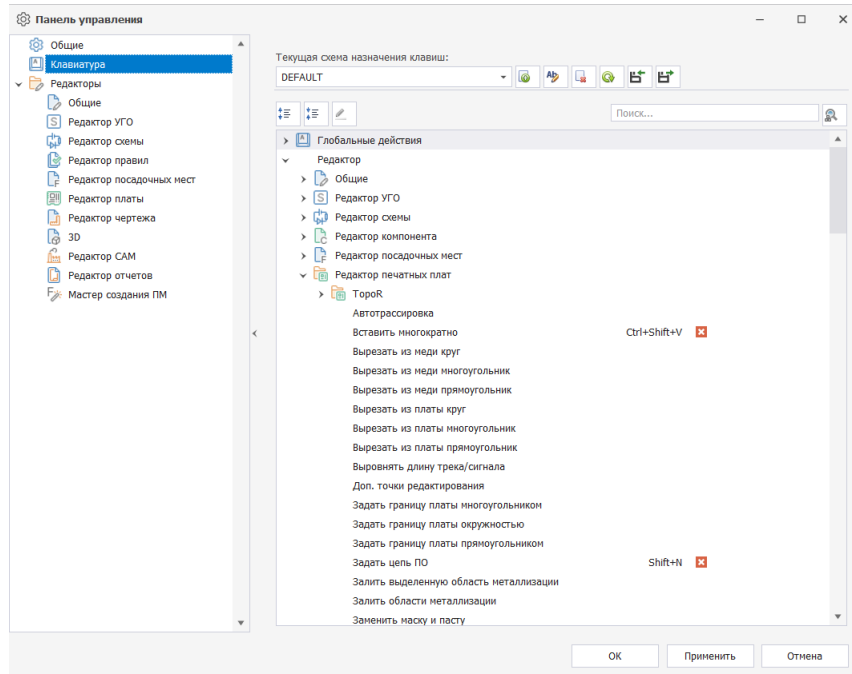 Панель управления
Общие
Клавиатура
Редакторы
Общие
Редактор УГО
Редактор схемы
Редактор правил
Редактор посадочных мест
Редактор платы
Редактор чертежа
3D
Редактор CAM
Редактор отчетов
Мастер создания ПМ
Текущая схема назначения клавиш:
DEFAULT
Поиск...
Глобальные действия
Редактор
Общие
Редактор УГО
Редактор схемы
Редактор компонента
Редактор посадочных мест
Редактор печатных плат
TopoR
Автотрассировка
Вставить многократно Ctrl+Shift+V
Вырезать из меди круг
Вырезать из меди многоугольник
Вырезать из меди прямоугольник
Вырезать из платы круг
Вырезать из платы многоугольник
Вырезать из платы прямоугольник
Выровнять длину трека/сигнала
Доп. точки редактирования
Задать границу платы многоугольником
Задать границу платы окружностью
Задать границу платы прямоугольником
Задать цепь ПО Shift+N
Залить выделенную область металлизации
Залить области металлизации
Заменить маску и пасту
ОК Применить Отмена